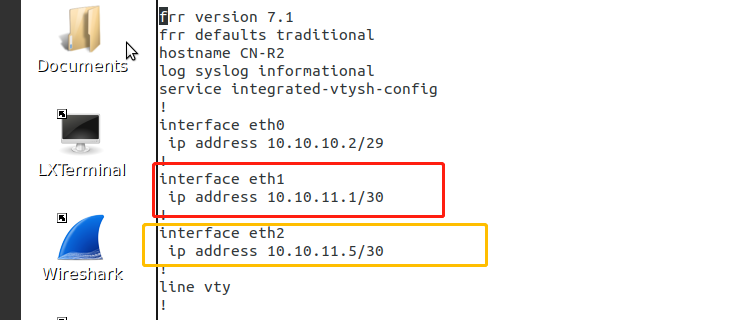 Documents
LXTerminal
Wireshark
frr version 7.1
frr defaults traditional
hostname CN-R2
log syslog informational
service integrated-vtysh-config
!
interface eth0
ip address 10.10.10.2/29
!
interface eth1
ip address 10.10.11.1/30
!
interface eth2
ip address 10.10.11.5/30
!
line vty
!